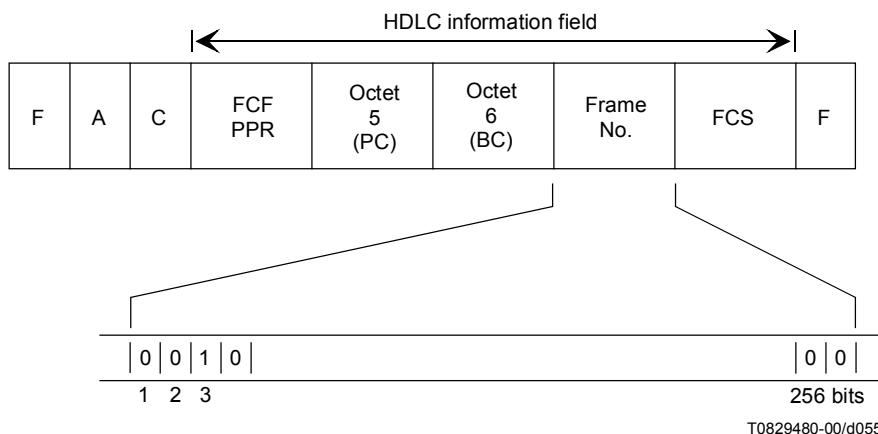 HDLC information field
F A C FCF PPR Octet 5 (PC) Octet 6 (BC) Frame No. FCS F
0 0 1 0 0 0
1 2 3 256 bits
T0829480-00/d055